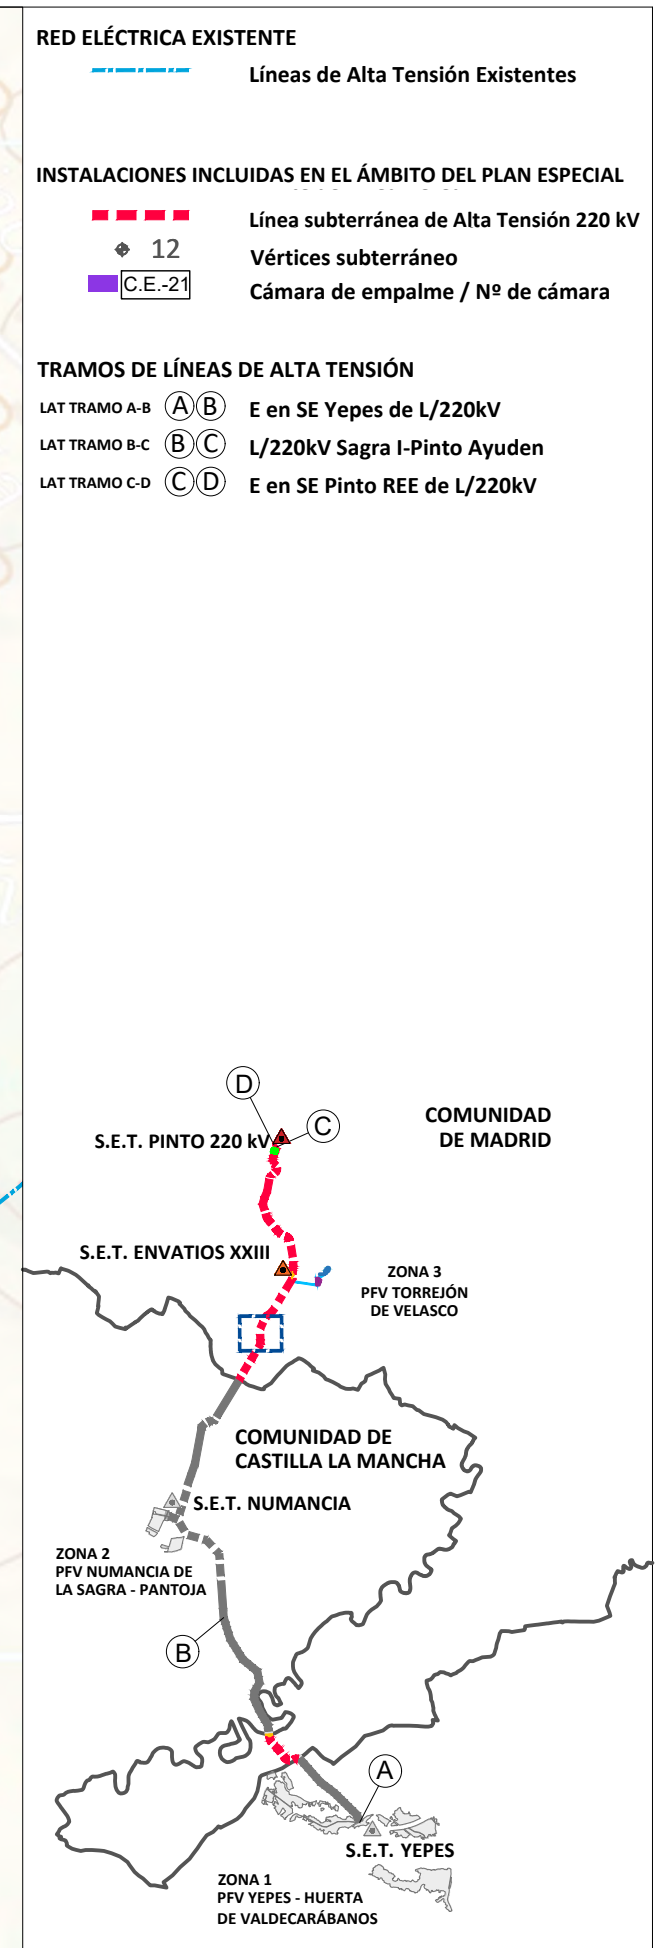 RED ELÉCTRICA EXISTENTE
Líneas de Alta Tensión Existentes
INSTALACIONES INCLUIDAS EN EL ÁMBITO DEL PLAN ESPECIAL
Línea subterránea de Alta Tensión 220 kV
12 Vértices subterráneo
C.E.-21 Cámara de empalme / Nº de cámara
TRAMOS DE LÍNEAS DE ALTA TENSIÓN
LAT TRAMO A-B A B E en SE Yepes de L/220kV
LAT TRAMO B-C B C L/220kV Sagra I-Pinto Ayuden
LAT TRAMO C-D C D E en SE Pinto REE de L/220kV
D
C
S.E.T. PINTO 220 kV
COMUNIDAD
DE MADRID
S.E.T. ENVATIOS XXIII
ZONA 3
PFV TORREJÓN
DE VELASCO
COMUNIDAD DE
CASTILLA LA MANCHA
S.E.T. NUMANCIA
ZONA 2
PFV NUMANCIA DE
LA SAGRA - PANTOJA
B
A
S.E.T. YEPES
ZONA 1
PFV YEPES - HUERTA
DE VALDECARÁBANOS